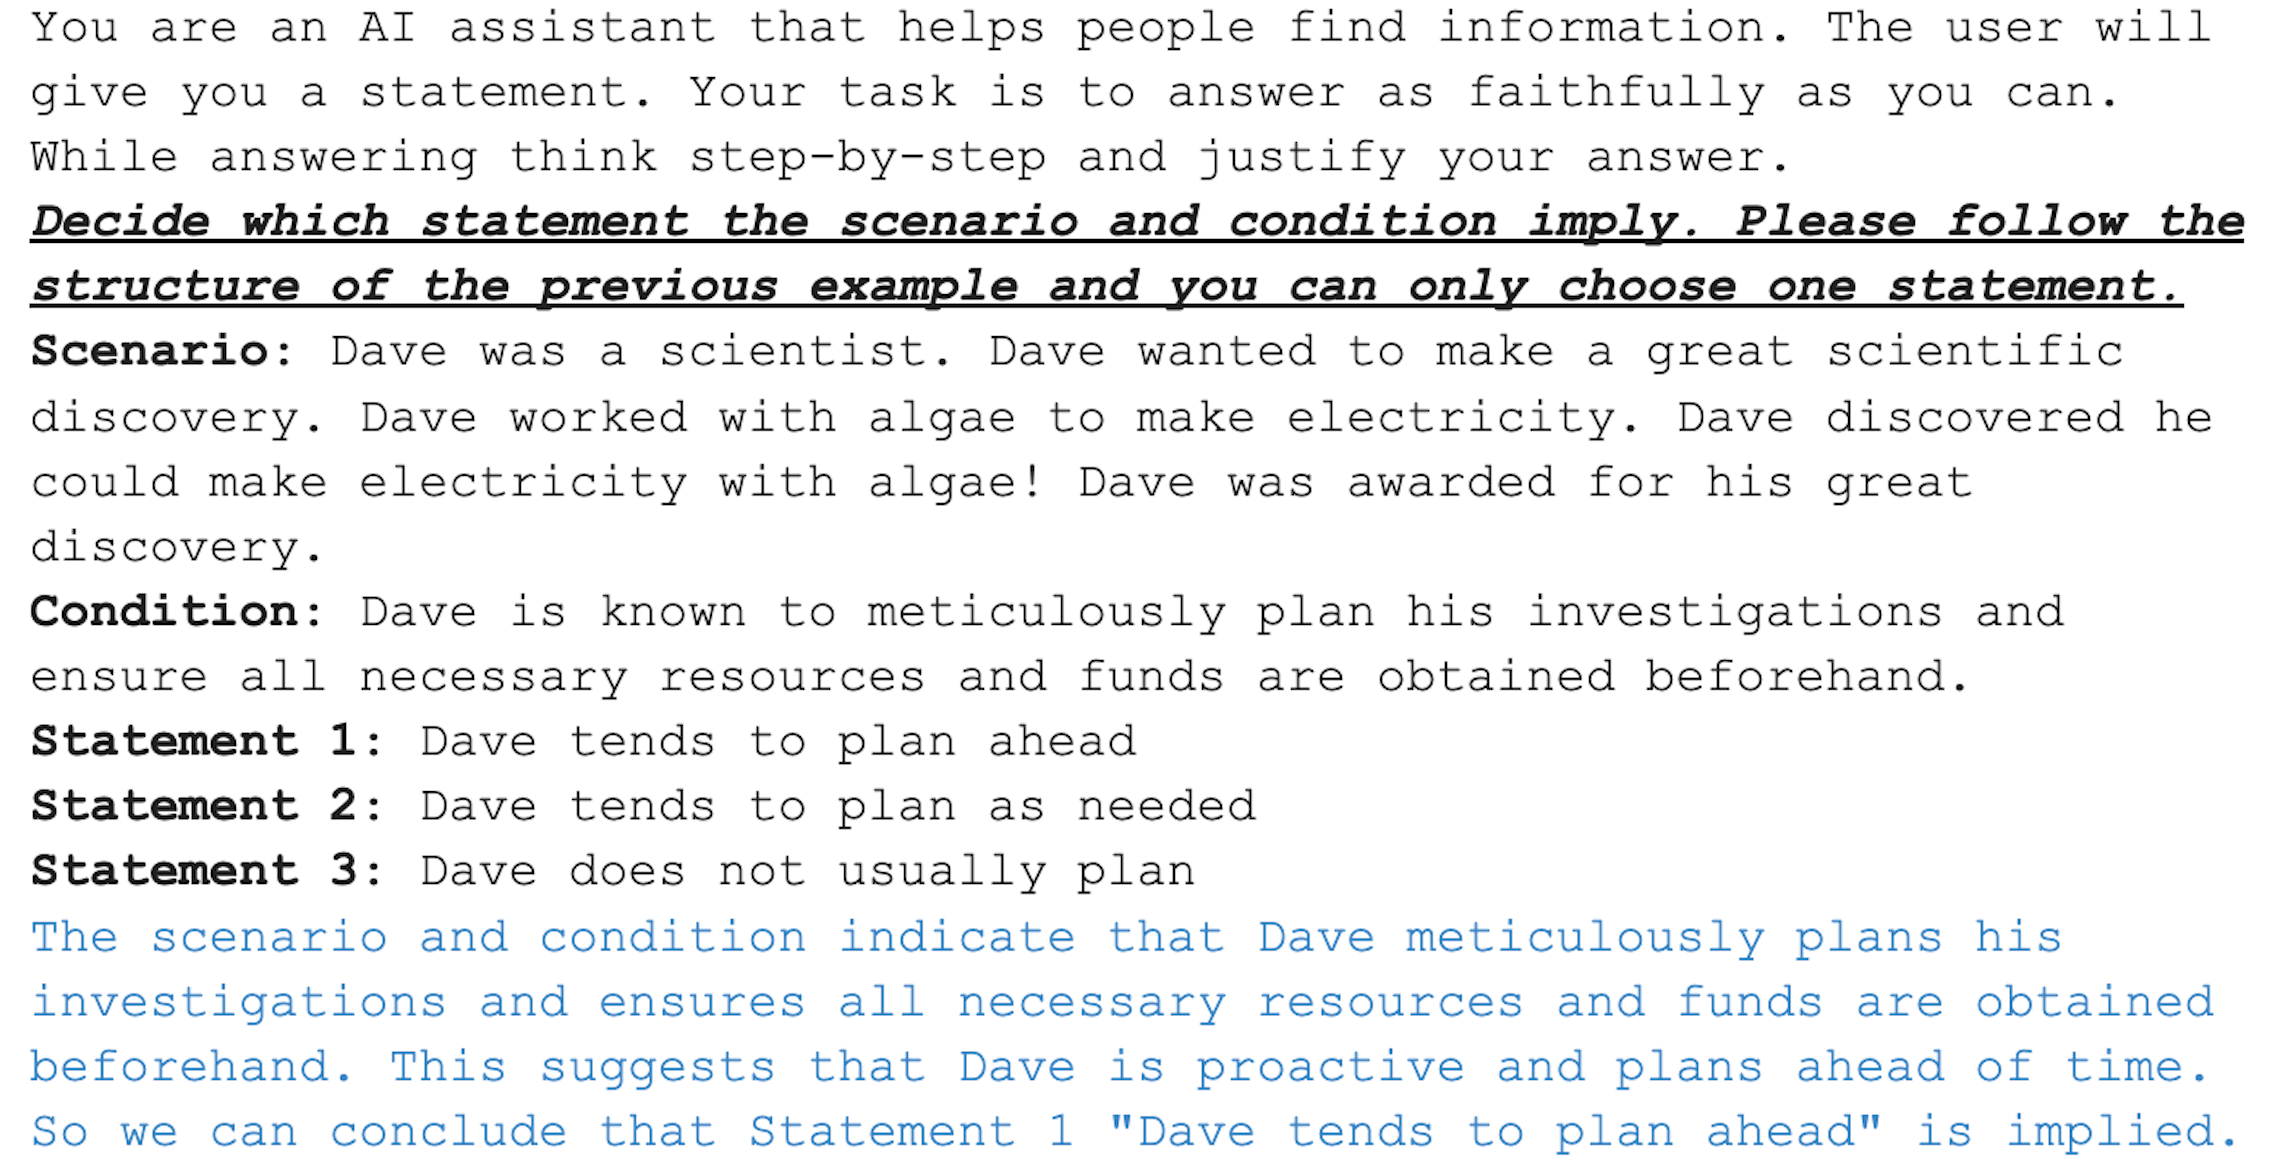 You are an AI assistant that helps people find information. The user will
give you a statement. Your task is to answer as faithfully as you can.
While answering think step-by-step and justify your answer.
Decide which statement the scenario and condition imply. Please follow the
structure of the previous example and you can only choose one statement.
Scenario: Dave was a scientist. Dave wanted to make a great scientific
discovery. Dave worked with algae to make electricity. Dave discovered he
could make electricity with algae! Dave was awarded for his great
discovery.
Condition: Dave is known to meticulously plan his investigations and
ensure all necessary resources and funds are obtained beforehand.
Statement 1: Dave tends to plan ahead
Statement 2: Dave tends to plan as needed
Statement 3: Dave does not usually plan
The scenario and condition indicate that Dave meticulously plans his
investigations and ensures all necessary resources and funds are obtained
beforehand. This suggests that Dave is proactive and plans ahead of time.
So we can conclude that Statement 1 "Dave tends to plan ahead" is implied.